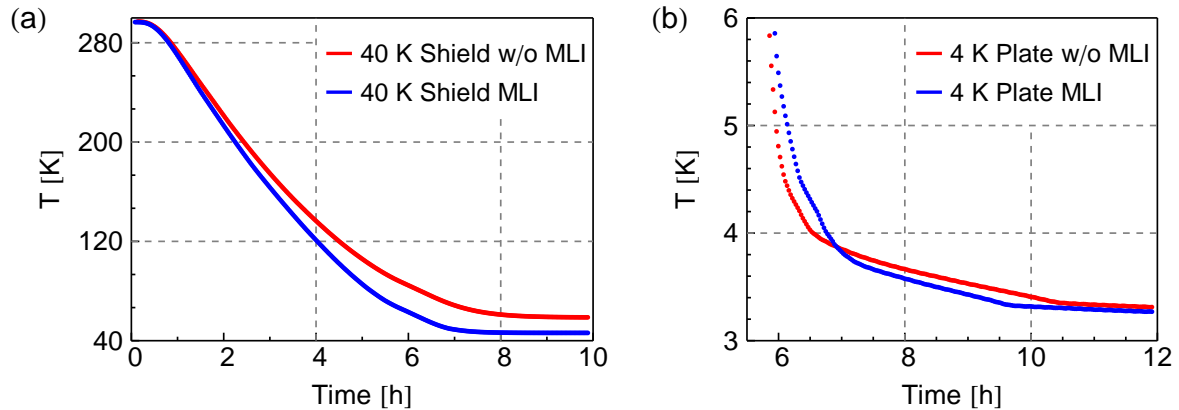 (a)
T [K]
280
200
120
40
40 K Shield w/o MLI
40 K Shield MLI
0 2 4 6 8 10
Time [h]
(b)
T [K]
6
5
4
3
4 K Plate w/o MLI
4 K Plate MLI
6 8 10 12
Time [h]